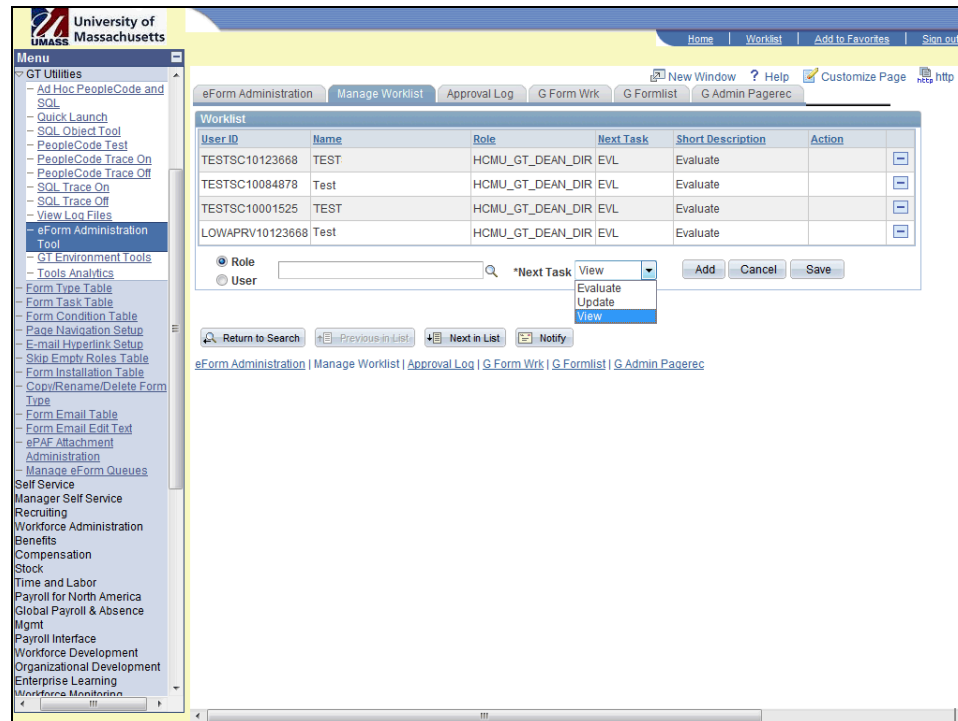 University of
Massachusetts
UMASS
Home | Worklist | Add to Favorites | Sign out
Menu
GT Utilities
Ad Hoc PeopleCode and
SQL
Quick Launch
SQL Object Tool
PeopleCode Test
PeopleCode Trace On
PeopleCode Trace Off
SQL Trace On
SQL Trace Off
View Log Files
eForm Administration
Tool
GT Environment Tools
Tools Analytics
Form Type Table
Form Task Table
Form Condition Table
Page Navigation Setup
E-mail Hyperlink Setup
Skip Empty Roles Table
Form Installation Table
Copy/Rename/Delete Form
Type
Form Email Table
Form Email Edit Text
ePAF Attachment
Administration
Manage eForm Queues
Self Service
Manager Self Service
Recruiting
Workforce Administration
Benefits
Compensation
Stock
Time and Labor
Payroll for North America
Global Payroll & Absence
Mgmt
Payroll Interface
Workforce Development
Organizational Development
Enterprise Learning
Workforce Monitoring
New Window ? Help Customize Page http
eForm Administration Manage Worklist Approval Log G Form Wrk G Formlist G Admin Pagerec
Worklist
User ID Name Role Next Task Short Description Action
TESTSC10123668 TEST HCMU_GT_DEAN_DIR EVL Evaluate
TESTSC10084878 Test HCMU_GT_DEAN_DIR EVL Evaluate
TESTSC10001525 TEST HCMU_GT_DEAN_DIR EVL Evaluate
LOWAPRV10123668 Test HCMU_GT_DEAN_DIR EVL Evaluate
Role
User
*Next Task View Add Cancel Save
Evaluate
Update
View
Return to Search Previous in List Next in List Notify
eForm Administration | Manage Worklist | Approval Log | G Form Wrk | G Formlist | G Admin Pagerec